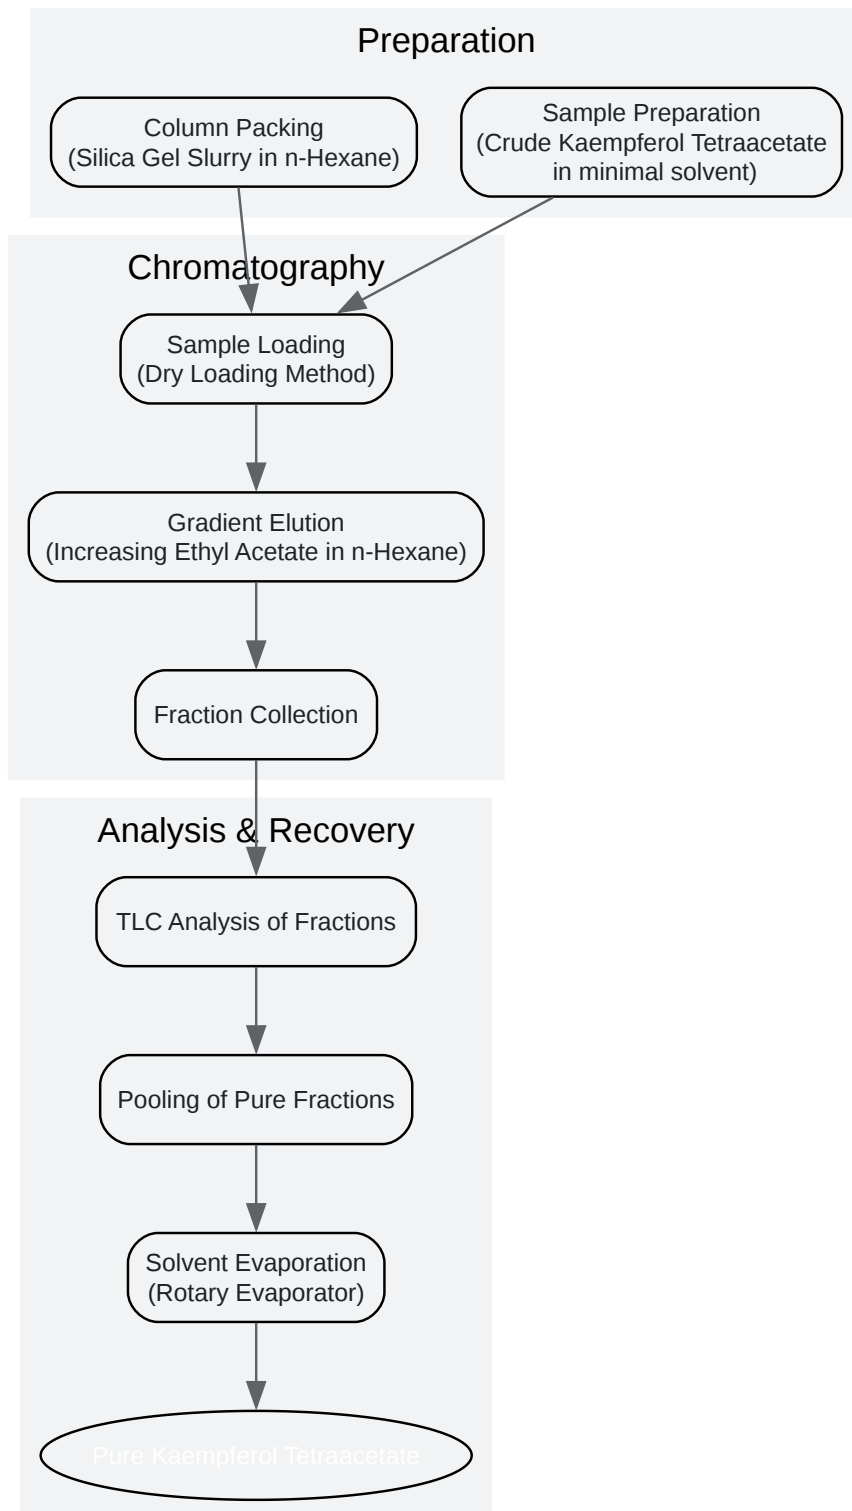 Preparation
Column Packing
(Silica Gel Slurry in n-Hexane)
Sample Preparation
(Crude Kaempferol Tetraacetate
in minimal solvent)
Chromatography
Sample Loading
(Dry Loading Method)
Gradient Elution
(Increasing Ethyl Acetate in n-Hexane)
Fraction Collection
Analysis & Recovery
TLC Analysis of Fractions
Pooling of Pure Fractions
Solvent Evaporation
(Rotary Evaporator)
Pure Kaempferol Tetraacetate